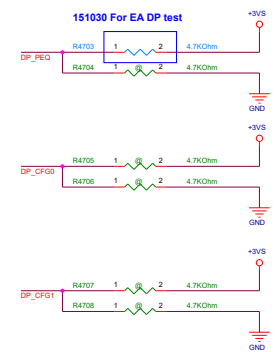 151030 For EA DP test
+3VS
R4703 1 2 4.7KOhm
DP_PEQ
R4704 1 @ 2 4.7KOhm
GND
+3VS
R4705 1 @ 2 4.7KOhm
DP_CFG0
R4706 1 @ 2 4.7KOhm
GND
+3VS
R4707 1 @ 2 4.7KOhm
DP_CFG1
R4708 1 @ 2 4.7KOhm
GND